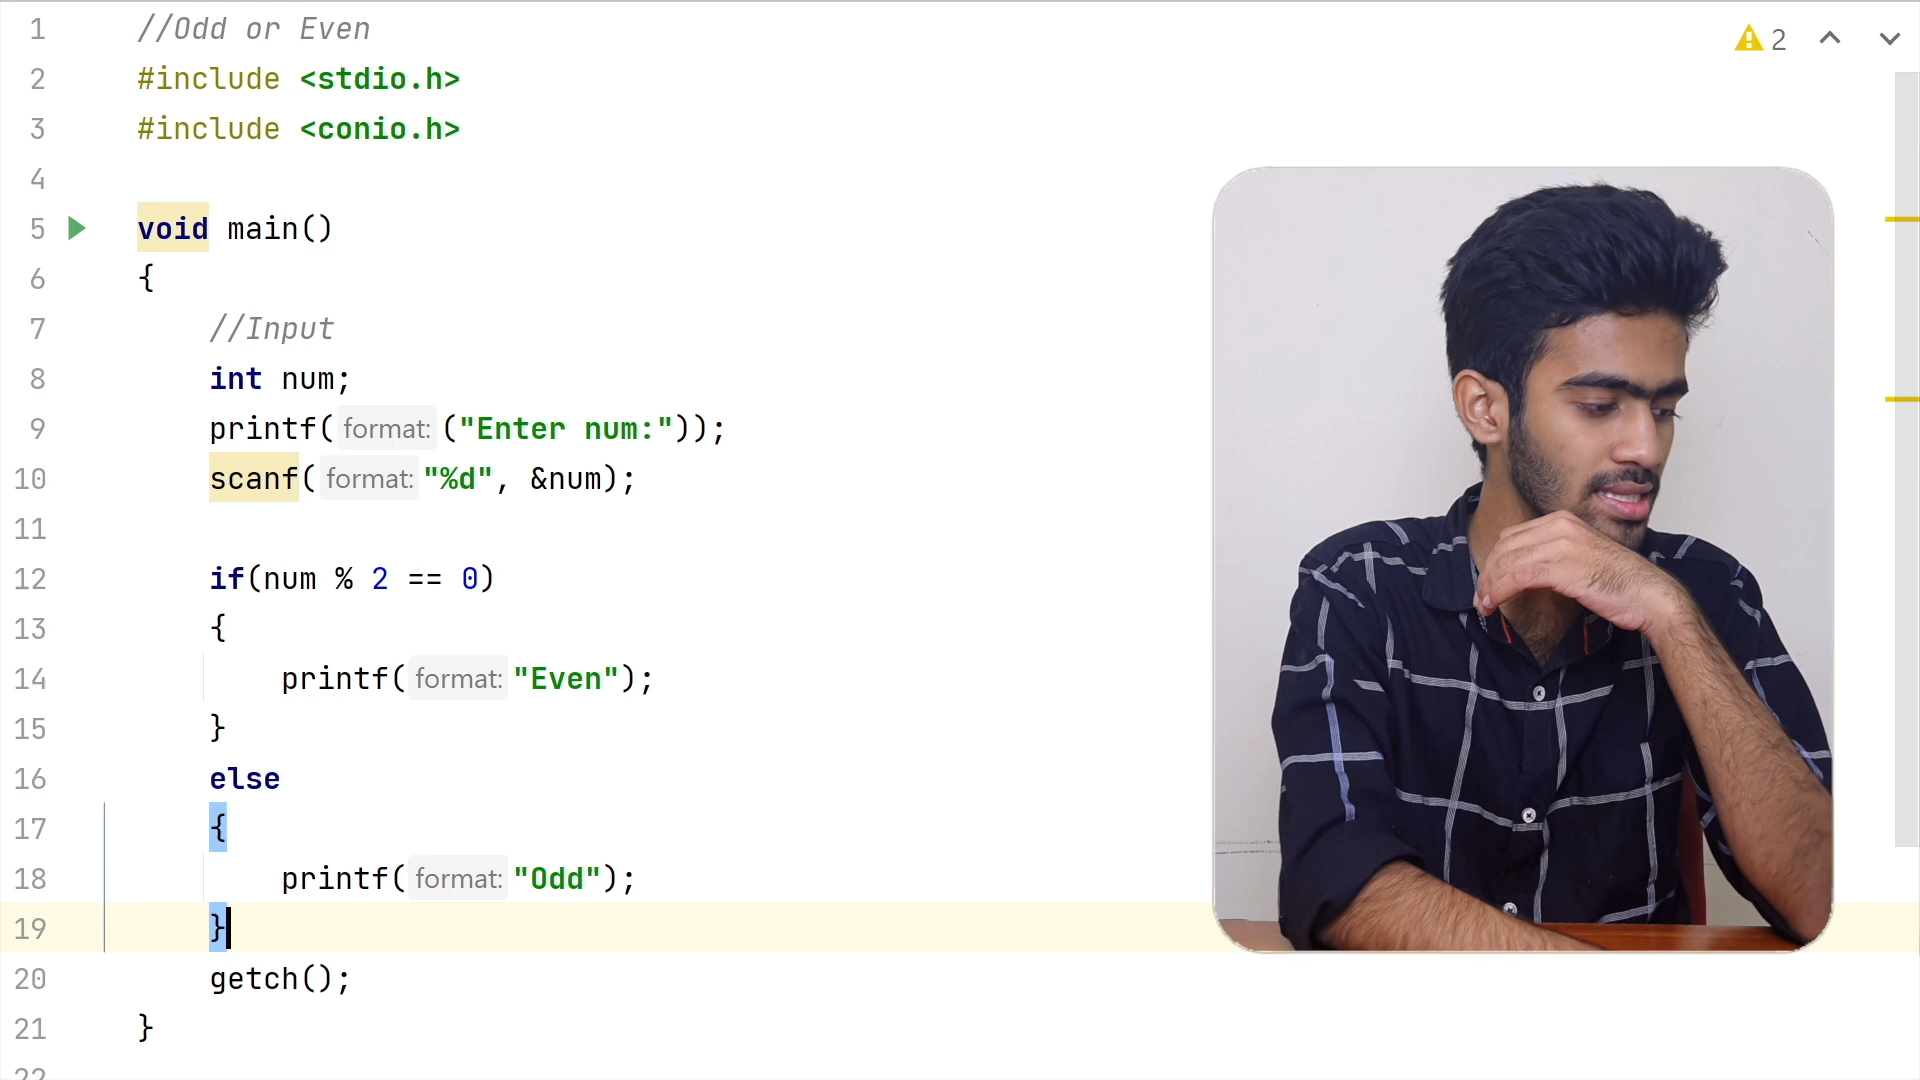 1 //Odd or Even
2 #include <stdio.h>
3 #include <conio.h>
4
5 void main()
6 {
7 //Input
8 int num;
9 printf( format: ("Enter num:"));
10 scanf( format: "%d", &num);
11
12 if(num % 2 == 0)
13 {
14 printf( format: "Even");
15 }
16 else
17 {
18 printf( format: "Odd");
19 }
20 getch();
21 }
22
2